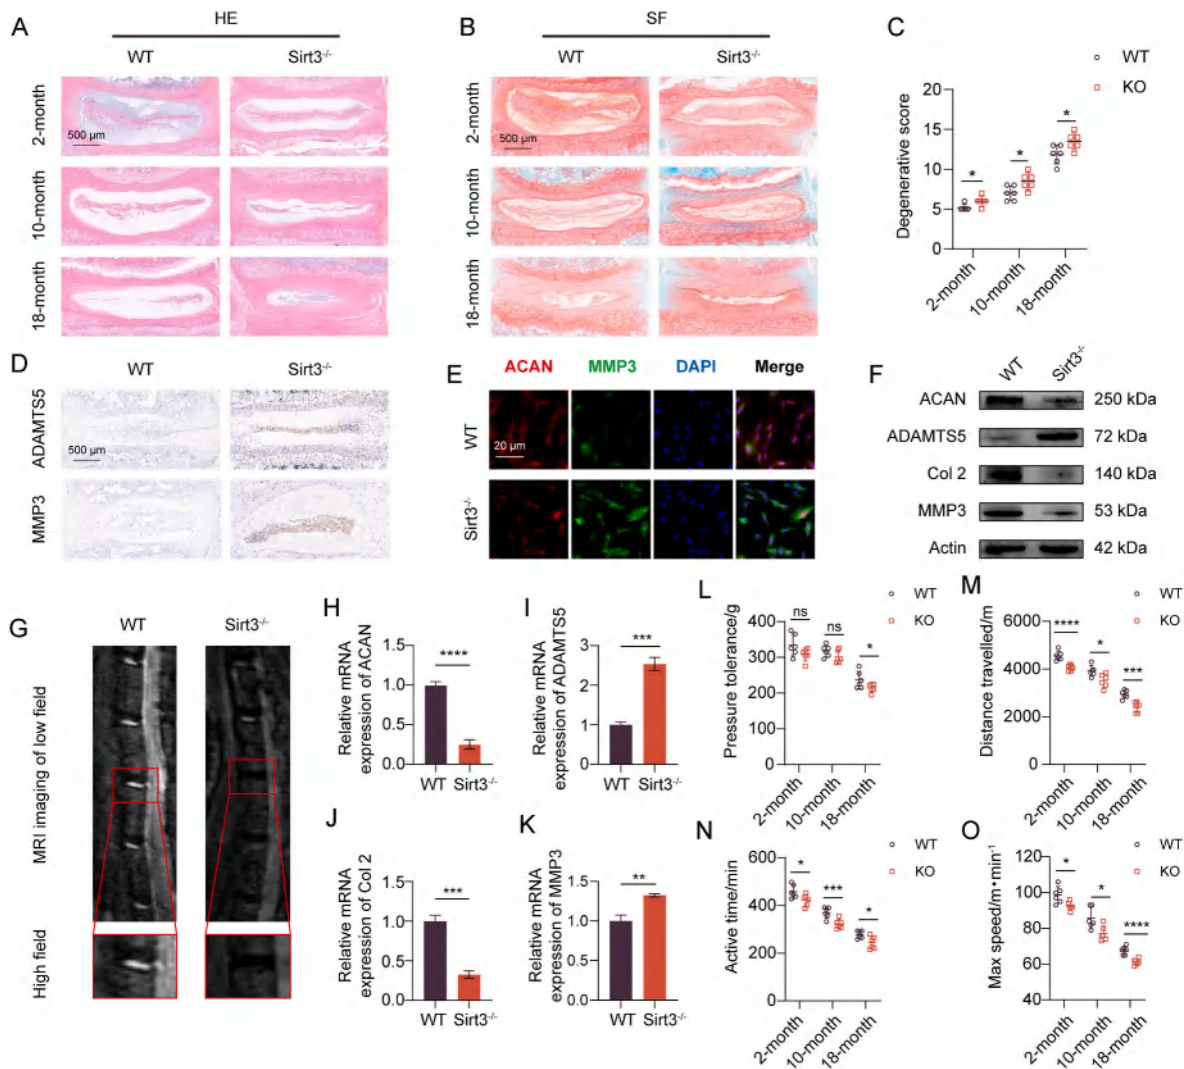 A
HE
WT
Sirt3-/-
2-month
500 μm
10-month
18-month
B
SF
WT
Sirt3-/-
2-month
500 μm
10-month
18-month
C
WT
KO
Degenerative score
20
15
10
5
0
*
*
*
2-month
10-month
18-month
D
WT
Sirt3-/-
ADAMTS5
500 μm
MMP3
E
ACAN
MMP3
DAPI
Merge
WT
20 μm
Sirt3-/-
F
WT
Sirt3-/-
ACAN
250 kDa
ADAMTS5
72 kDa
Col 2
140 kDa
MMP3
53 kDa
Actin
42 kDa
G
WT
Sirt3-/-
MRI imaging of low field
High field
H
Relative mRNA
expression of ACAN
1.5
1.0
0.5
0.0
****
WT
Sirt3-/-
I
Relative mRNA
expression of ADAMTS5
3
2
1
0
***
WT
Sirt3-/-
J
Relative mRNA
expression of Col 2
1.5
1.0
0.5
0.0
***
WT
Sirt3-/-
K
Relative mRNA
expression of MMP3
1.5
1.0
0.5
0.0
**
WT
Sirt3-/-
L
WT
KO
Pressure tolerance/g
400
300
200
100
0
ns
ns
*
2-month
10-month
18-month
M
WT
KO
Distance travelled/m
6000
4000
2000
0
****
*
***
2-month
10-month
18-month
N
WT
KO
Active time/min
600
400
200
0
*
***
*
2-month
10-month
18-month
O
WT
KO
Max speed/m•min-1
120
100
80
60
40
*
*
****
2-month
10-month
18-month